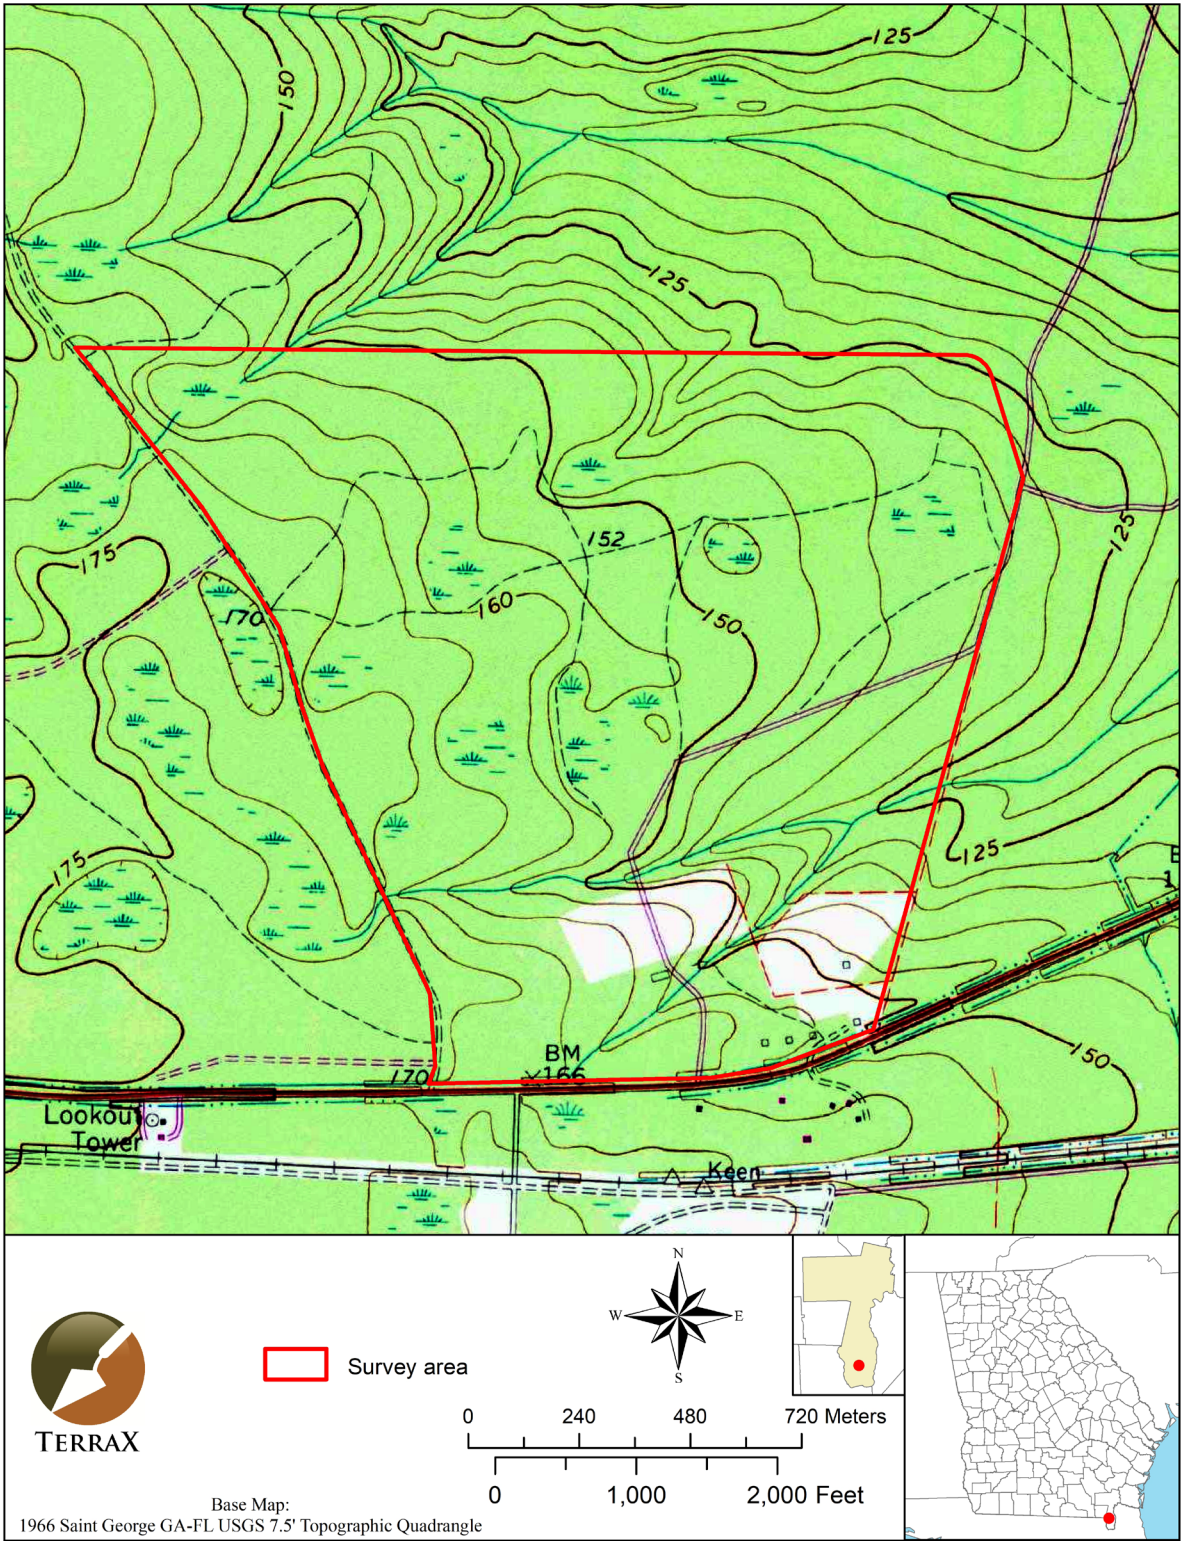 125
150
125
152
175
170
160
150
125
175
125
BM
166
170
150
Lookout
Tower
Keen
N
W
E
S
Survey area
0
240
480
720 Meters
0
1,000
2,000 Feet
TERRAX
Base Map:
1966 Saint George GA-FL USGS 7.5' Topographic Quadrangle